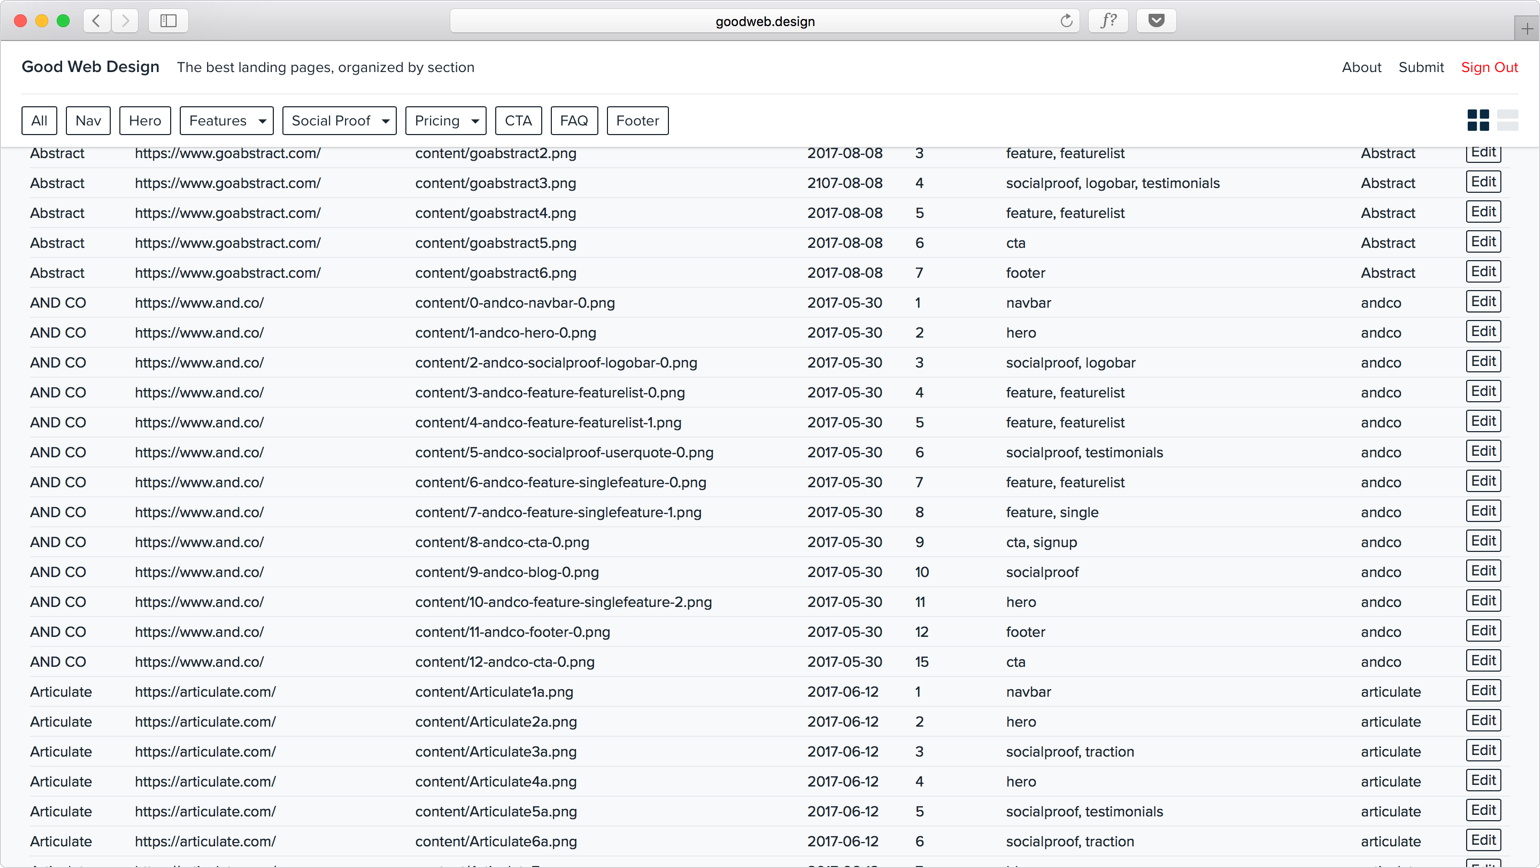 goodweb.design
f?
Good Web Design The best landing pages, organized by section About Submit Sign Out
All Nav Hero Features Social Proof Pricing CTA FAQ Footer
Abstract https://www.goabstract.com/ content/goabstract2.png 2017-08-08 3 feature, featurelist Abstract Edit
Abstract https://www.goabstract.com/ content/goabstract3.png 2107-08-08 4 socialproof, logobar, testimonials Abstract Edit
Abstract https://www.goabstract.com/ content/goabstract4.png 2017-08-08 5 feature, featurelist Abstract Edit
Abstract https://www.goabstract.com/ content/goabstract5.png 2017-08-08 6 cta Abstract Edit
Abstract https://www.goabstract.com/ content/goabstract6.png 2017-08-08 7 footer Abstract Edit
AND CO https://www.and.co/ content/0-andco-navbar-0.png 2017-05-30 1 navbar andco Edit
AND CO https://www.and.co/ content/1-andco-hero-0.png 2017-05-30 2 hero andco Edit
AND CO https://www.and.co/ content/2-andco-socialproof-logobar-0.png 2017-05-30 3 socialproof, logobar andco Edit
AND CO https://www.and.co/ content/3-andco-feature-featurelist-0.png 2017-05-30 4 feature, featurelist andco Edit
AND CO https://www.and.co/ content/4-andco-feature-featurelist-1.png 2017-05-30 5 feature, featurelist andco Edit
AND CO https://www.and.co/ content/5-andco-socialproof-userquote-0.png 2017-05-30 6 socialproof, testimonials andco Edit
AND CO https://www.and.co/ content/6-andco-feature-singlefeature-0.png 2017-05-30 7 feature, featurelist andco Edit
AND CO https://www.and.co/ content/7-andco-feature-singlefeature-1.png 2017-05-30 8 feature, single andco Edit
AND CO https://www.and.co/ content/8-andco-cta-0.png 2017-05-30 9 cta, signup andco Edit
AND CO https://www.and.co/ content/9-andco-blog-0.png 2017-05-30 10 socialproof andco Edit
AND CO https://www.and.co/ content/10-andco-feature-singlefeature-2.png 2017-05-30 11 hero andco Edit
AND CO https://www.and.co/ content/11-andco-footer-0.png 2017-05-30 12 footer andco Edit
AND CO https://www.and.co/ content/12-andco-cta-0.png 2017-05-30 15 cta andco Edit
Articulate https://articulate.com/ content/Articulate1a.png 2017-06-12 1 navbar articulate Edit
Articulate https://articulate.com/ content/Articulate2a.png 2017-06-12 2 hero articulate Edit
Articulate https://articulate.com/ content/Articulate3a.png 2017-06-12 3 socialproof, traction articulate Edit
Articulate https://articulate.com/ content/Articulate4a.png 2017-06-12 4 hero articulate Edit
Articulate https://articulate.com/ content/Articulate5a.png 2017-06-12 5 socialproof, testimonials articulate Edit
Articulate https://articulate.com/ content/Articulate6a.png 2017-06-12 6 socialproof, traction articulate Edit